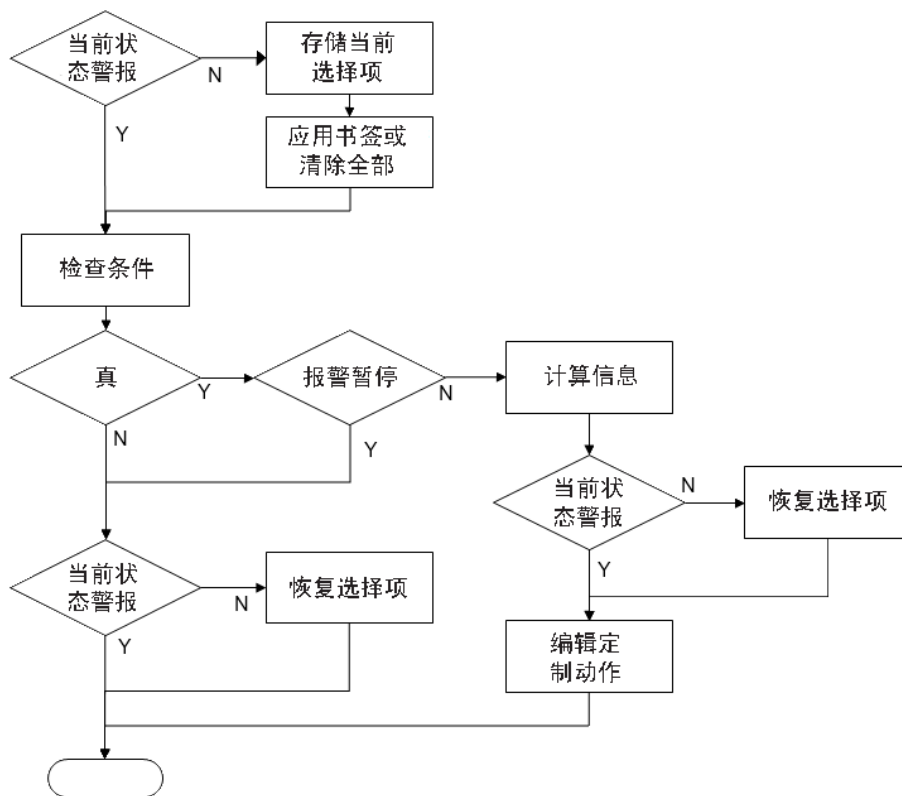 当前状
态警报
N
存储当前
选择项
Y
应用书签或
清除全部
检查条件
真
Y
报警暂停
N
计算信息
N
Y
当前状
态警报
N
恢复选择项
当前状
态警报
N
恢复选择项
Y
Y
编辑定
制动作